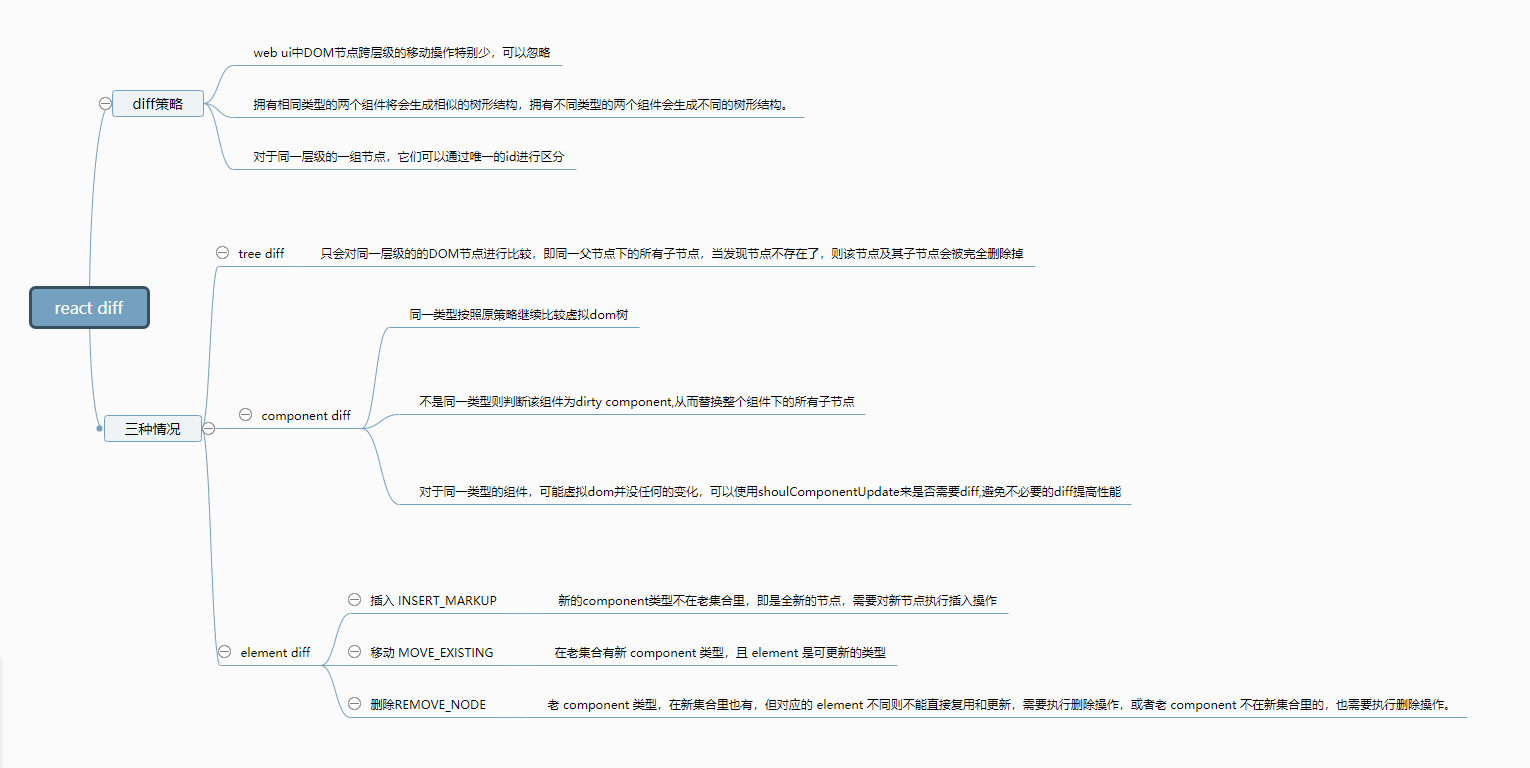 web ui中DOM节点跨层级的移动操作特别少，可以忽略
diff策略
拥有相同类型的两个组件将会生成相似的树形结构，拥有不同类型的两个组件会生成不同的树形结构。
对于同一层级的一组节点，它们可以通过唯一的id进行区分
tree diff
只会对同一层级的的DOM节点进行比较，即同一父节点下的所有子节点，当发现节点不存在了，则该节点及其子节点会被完全删除掉
react diff
同一类型按照原策略继续比较虚拟dom树
不是同一类型则判断该组件为dirty component,从而替换整个组件下的所有子节点
component diff
三种情况
对于同一类型的组件，可能虚拟dom并没任何的变化，可以使用shoulComponentUpdate来是否需要diff,避免不必要的diff提高性能
插入 INSERT_MARKUP
新的component类型不在老集合里，即是全新的节点，需要对新节点执行插入操作
element diff
移动 MOVE_EXISTING
在老集合有新 component 类型，且 element 是可更新的类型
删除REMOVE_NODE
老 component 类型，在新集合里也有，但对应的 element 不同则不能直接复用和更新，需要执行删除操作，或者老 component 不在新集合里的，也需要执行删除操作。